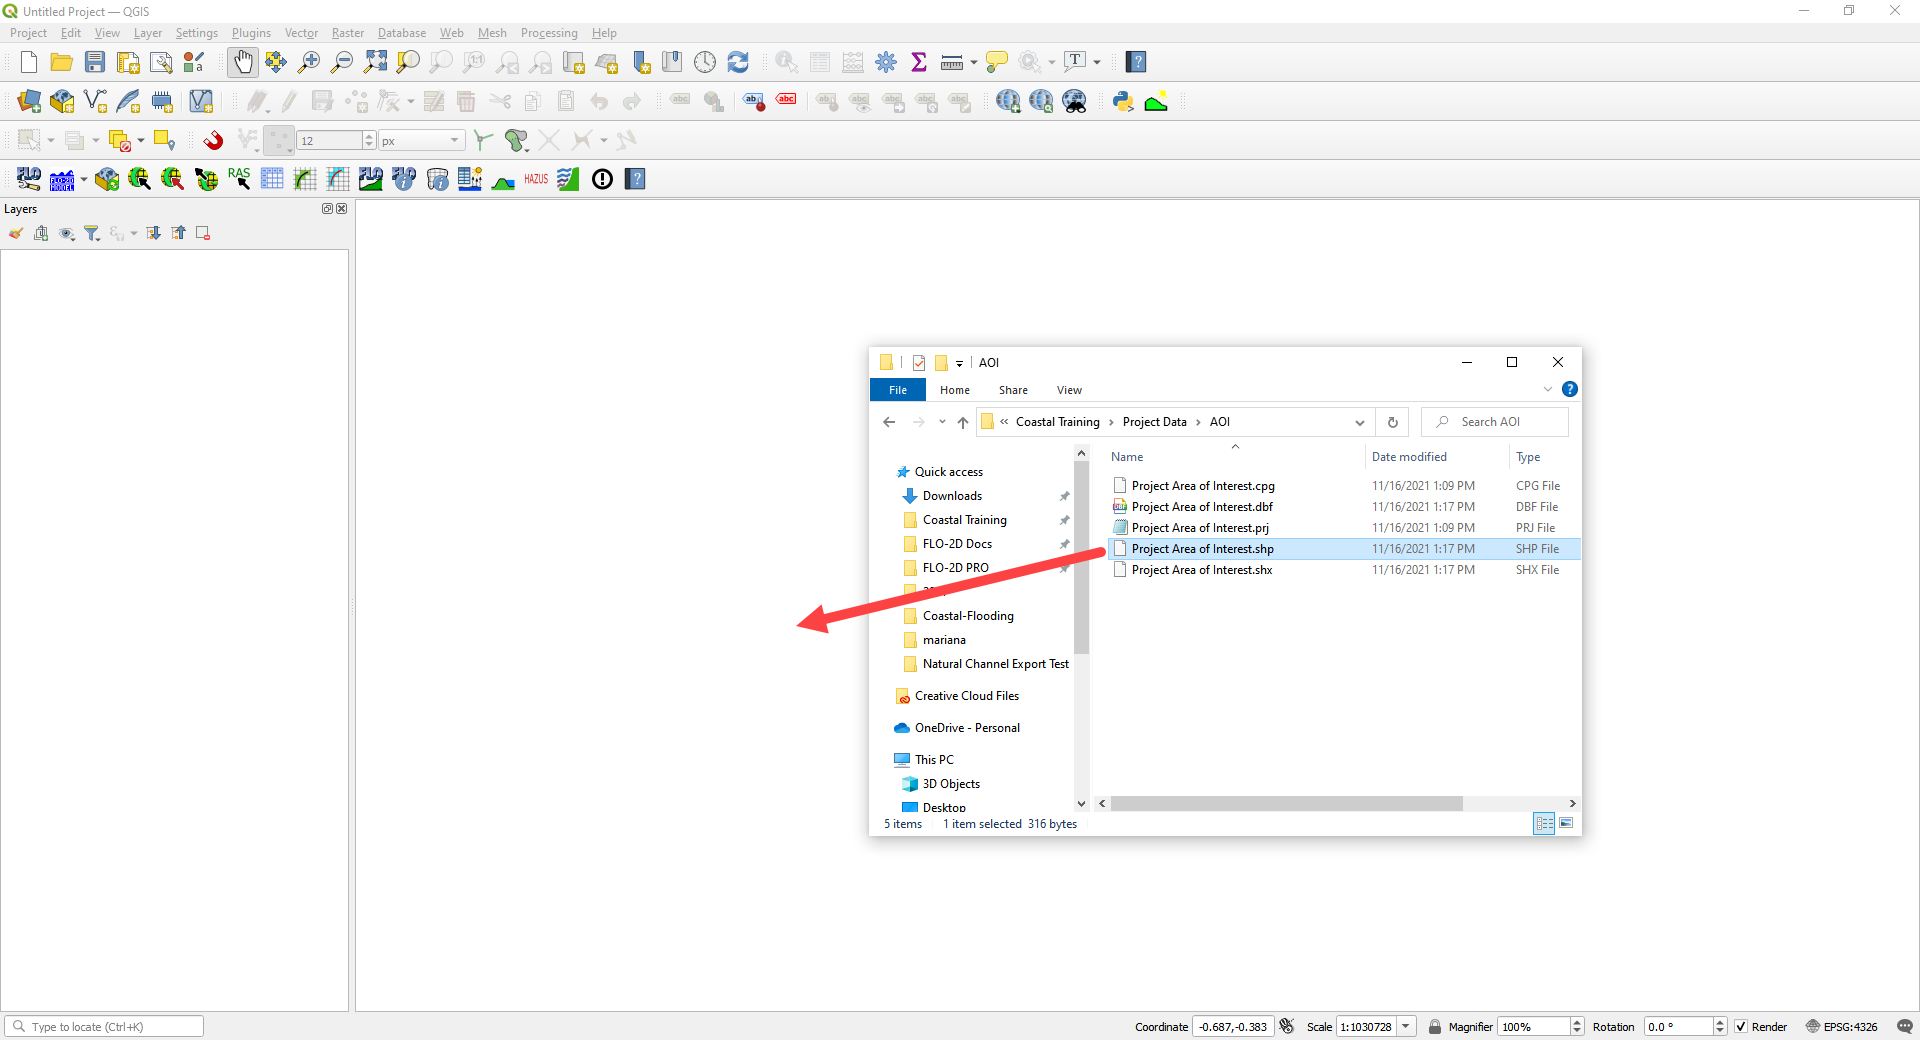 Untitled Project — QGIS
Project Edit View Layer Settings Plugins Vector Raster Database Web Mesh Processing Help
12 px
RAS HAZUS
Layers
AOI
File Home Share View
« Coastal Training › Project Data › AOI
Search AOI
Name Date modified Type
Project Area of Interest.cpg 11/16/2021 1:09 PM CPG File
Project Area of Interest.dbf 11/16/2021 1:17 PM DBF File
Project Area of Interest.prj 11/16/2021 1:09 PM PRJ File
Project Area of Interest.shp 11/16/2021 1:17 PM SHP File
Project Area of Interest.shx 11/16/2021 1:17 PM SHX File
Quick access
Downloads
Coastal Training
FLO-2D Docs
FLO-2D PRO
Coastal-Flooding
mariana
Natural Channel Export Test
Creative Cloud Files
OneDrive - Personal
This PC
3D Objects
Desktop
5 items 1 item selected 316 bytes
Type to locate (Ctrl+K)
Coordinate -0.687,-0.383 Scale 1:1030728 Magnifier 100% Rotation 0.0 ° Render EPSG:4326